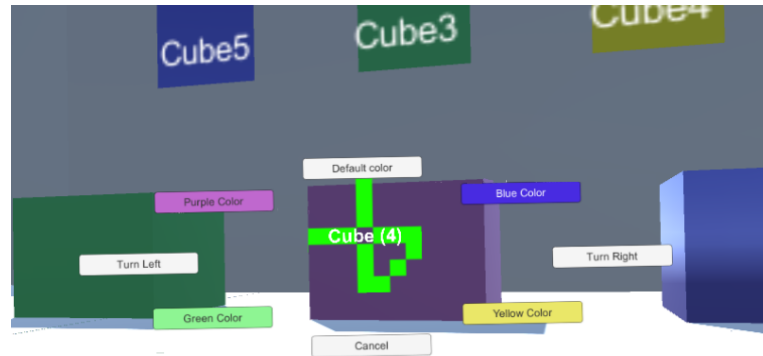 Cube5
Cube3
Cube4
Default color
Purple Color
Blue Color
Cube (4)
Turn Left
Turn Right
Green Color
Yellow Color
Cancel